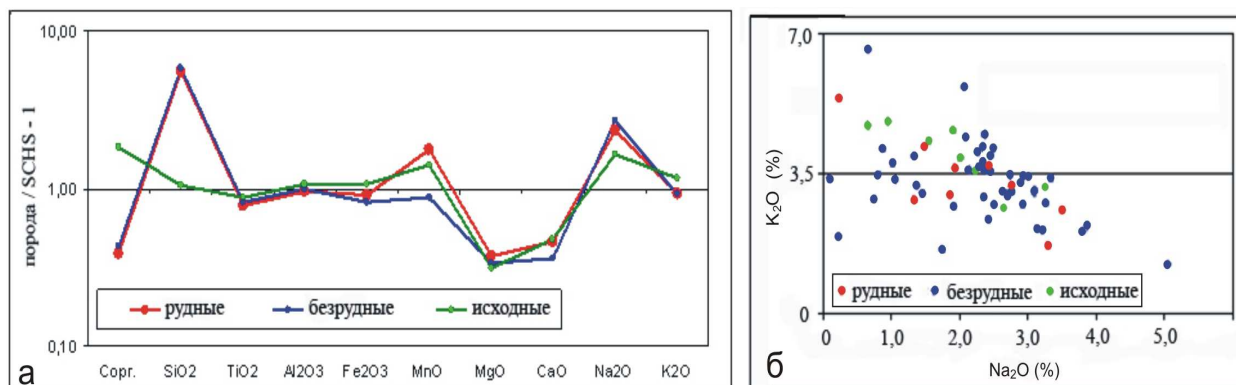 10,00
1,00
0,10
порода / SCHS - 1
рудные безрудные исходные
Сорг. SiO2 TiO2 Al2O3 Fe2O3 MnO MgO CaO Na2O K2O
а
б
7,0
3,5
0
K₂O (%)
рудные безрудные исходные
0 1,0 2,0 3,0 4,0 5,0
Na₂O (%)